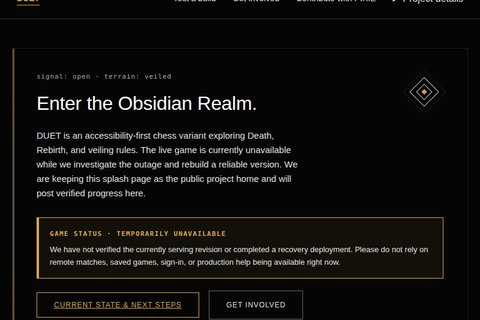 signal: open · terrain: veiled
Enter the Obsidian Realm.
DUET is an accessibility-first chess variant exploring Death,
Rebirth, and veiling rules. The live game is currently unavailable
while we investigate the outage and rebuild a reliable version. We
are keeping this splash page as the public project home and will
post verified progress here.
GAME STATUS · TEMPORARILY UNAVAILABLE
We have not verified the currently serving revision or completed a recovery deployment. Please do not rely on
remote matches, saved games, sign-in, or production help being available right now.
CURRENT STATE & NEXT STEPS
GET INVOLVED